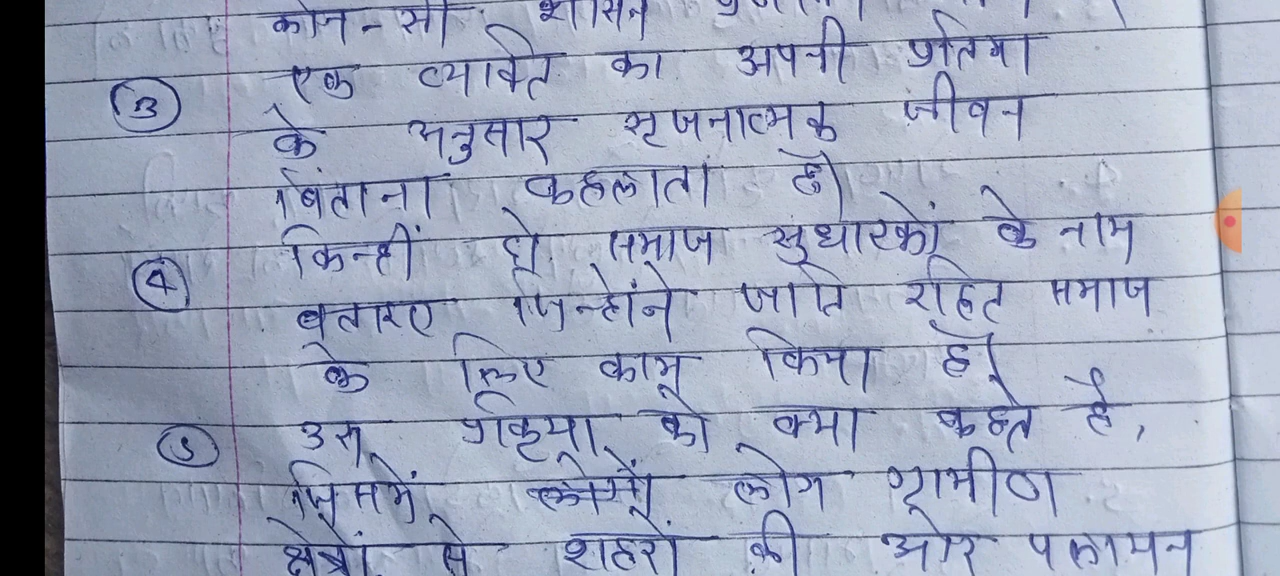 कौन-सी शासन
③ एक व्यक्ति का अपनी प्रतिभा
के अनुसार सृजनात्मक जीवन
बिताना कहलाता है।
④ किन्हीं दो समाज सुधारकों के नाम
बताइए जिन्होंने जाति रहित समाज
के लिए काम किया है।
⑤ उस प्रक्रिया को क्या कहते है,
जिसमें लोग ग्रामीण
क्षेत्रों से शहरों की ओर पलायन